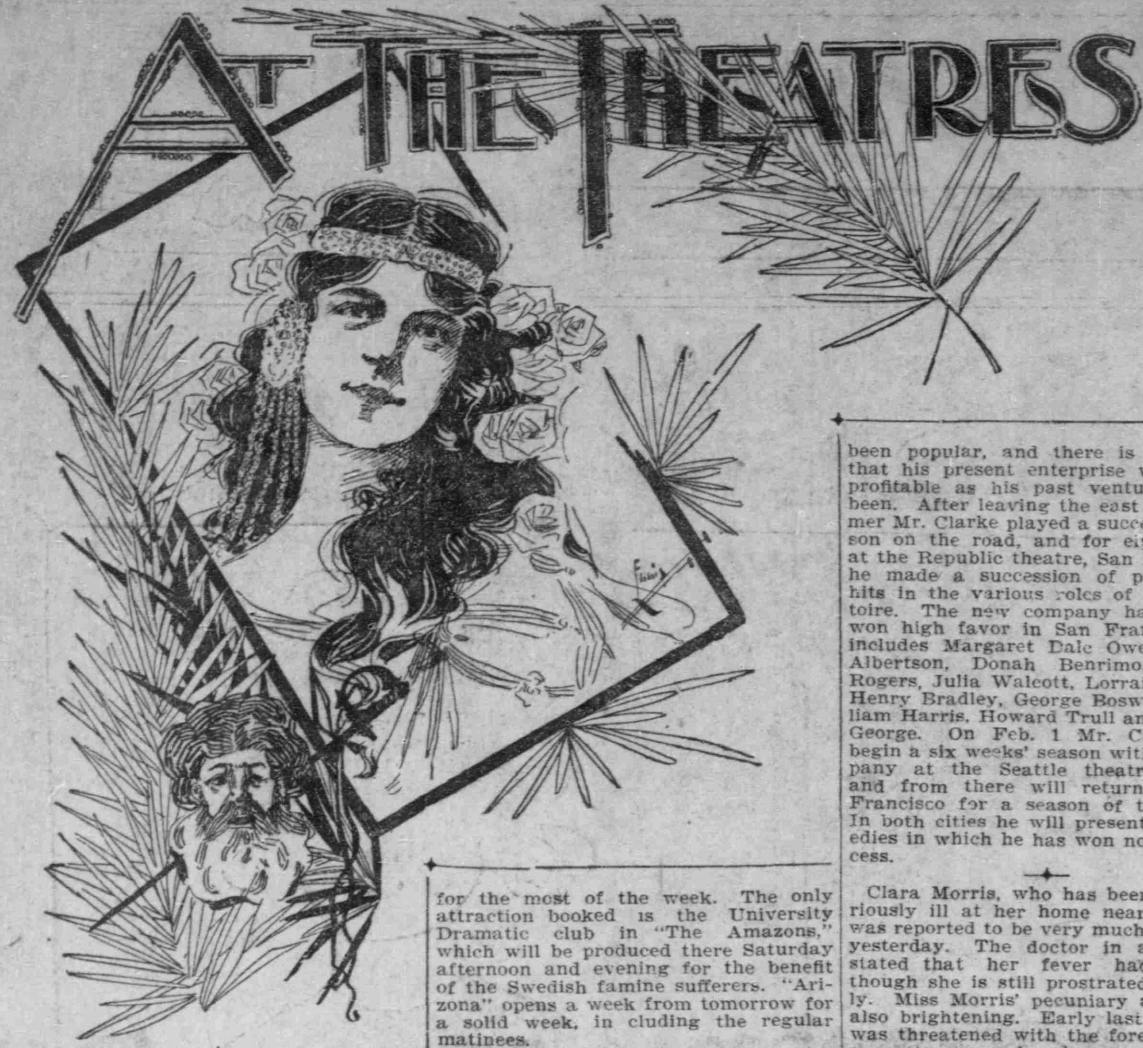 AT THE THEATRES
for the most of the week. The only
attraction booked is the University
Dramatic club in "The Amazons,"
which will be produced there Saturday
afternoon and evening for the benefit
of the Swedish famine sufferers. "Ari-
zona" opens a week from tomorrow for
a solid week, in cluding the regular
matinees.
been popular, and there is
that his present enterprise
profitable as his past ventu
been. After leaving the east
mer Mr. Clarke played a succe
son on the road, and for ei
at the Republic theatre, San
he made a succession of p
hits in the various roles of
toire. The new company ha
won high favor in San Fran
includes Margaret Dale Owe
Albertson, Donah Benrimo
Rogers, Julia Walcott, Lorra
Henry Bradley, George Bosw
liam Harris, Howard Trull an
George. On Feb. 1 Mr. C
begin a six weeks' season wit
pany at the Seattle theatr
and from there will return
Francisco for a season of t
In both cities he will present
edies in which he has won no
cess.
Clara Morris, who has been
riously ill at her home near
was reported to be very much
yesterday. The doctor in a
stated that her fever had
though she is still prostrated
ly. Miss Morris' pecuniary
also brightening. Early last
was threatened with the for